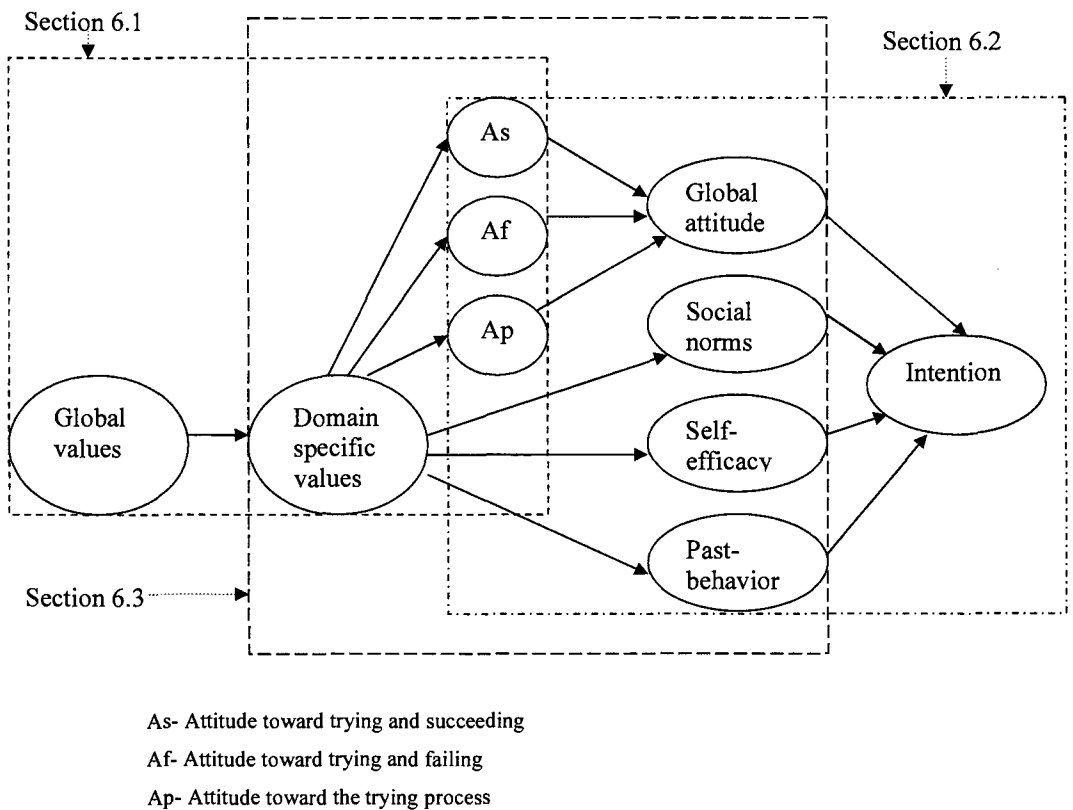 Section 6.1
Section 6.2
As
Global
attitude
Af
Social
norms
Ap
Intention
Global
values
Domain
specific
values
Self-
efficacy
Past-
behavior
Section 6.3
As- Attitude toward trying and succeeding
Af- Attitude toward trying and failing
Ap- Attitude toward the trying process